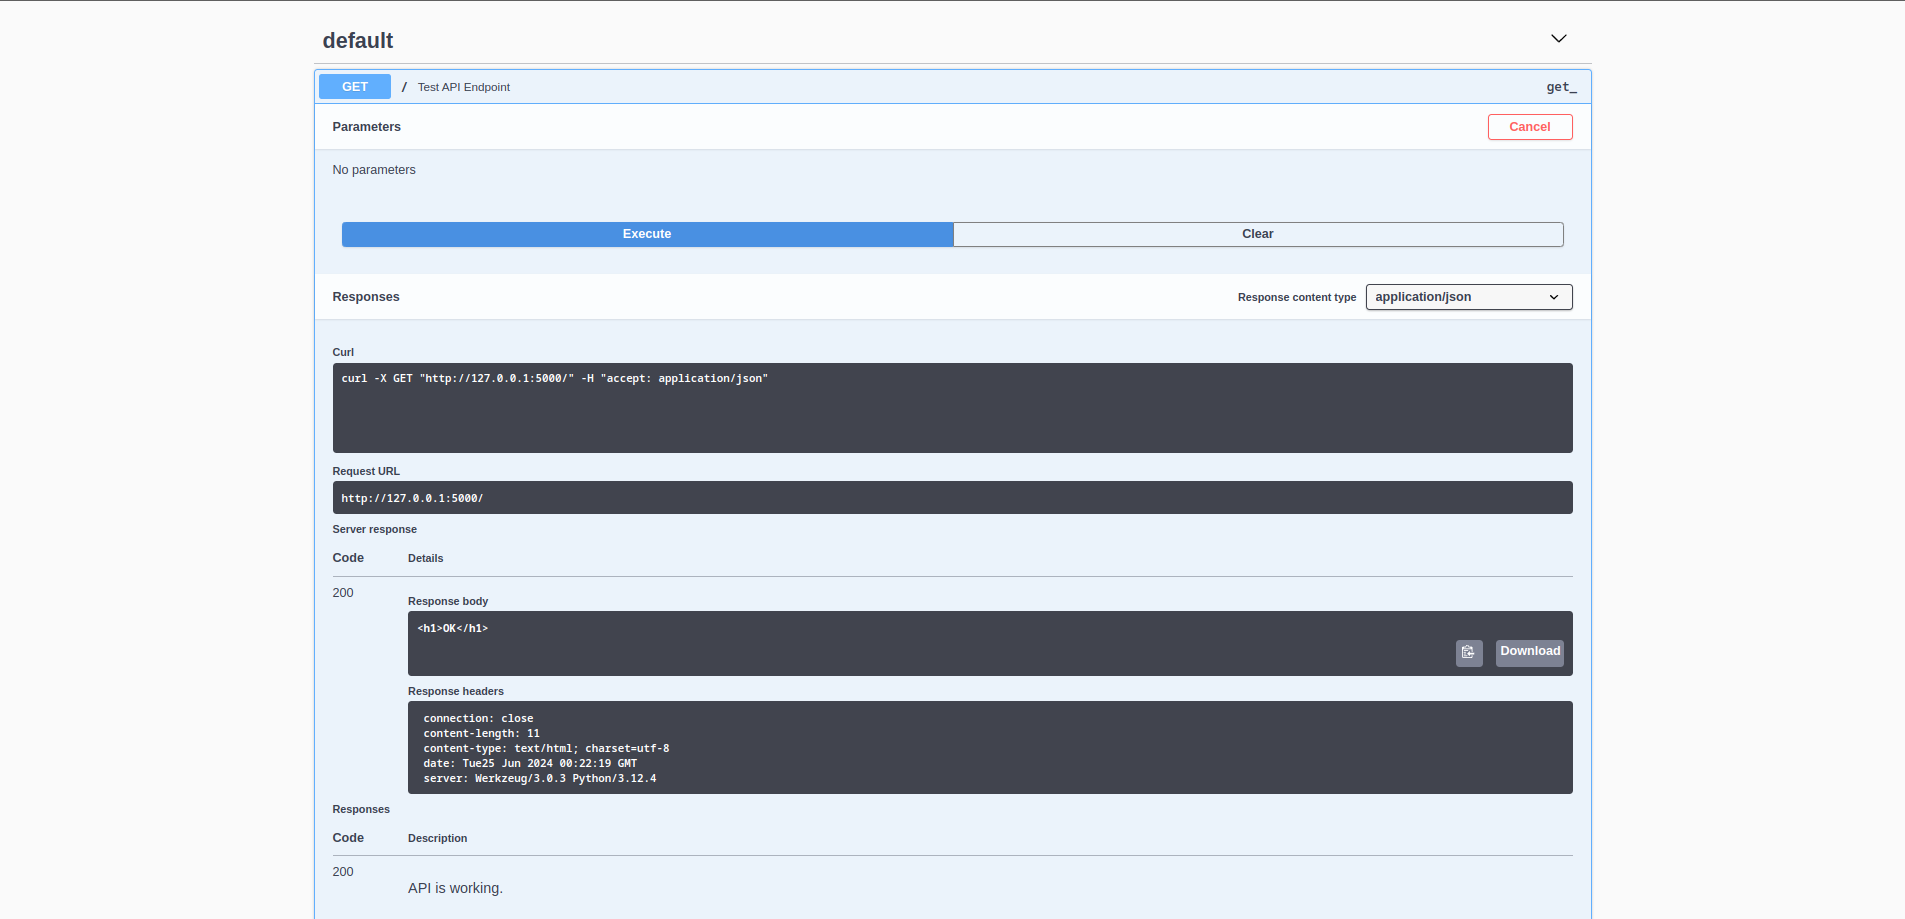 default
GET / Test API Endpoint get_
Parameters Cancel
No parameters
Execute Clear
Responses Response content type application/json
Curl
curl -X GET "http://127.0.0.1:5000/" -H "accept: application/json"
Request URL
http://127.0.0.1:5000/
Server response
Code Details
200
Response body
<h1>OK</h1>
Download
Response headers
connection: close
content-length: 11
content-type: text/html; charset=utf-8
date: Tue25 Jun 2024 00:22:19 GMT
server: Werkzeug/3.0.3 Python/3.12.4
Responses
Code Description
200
API is working.